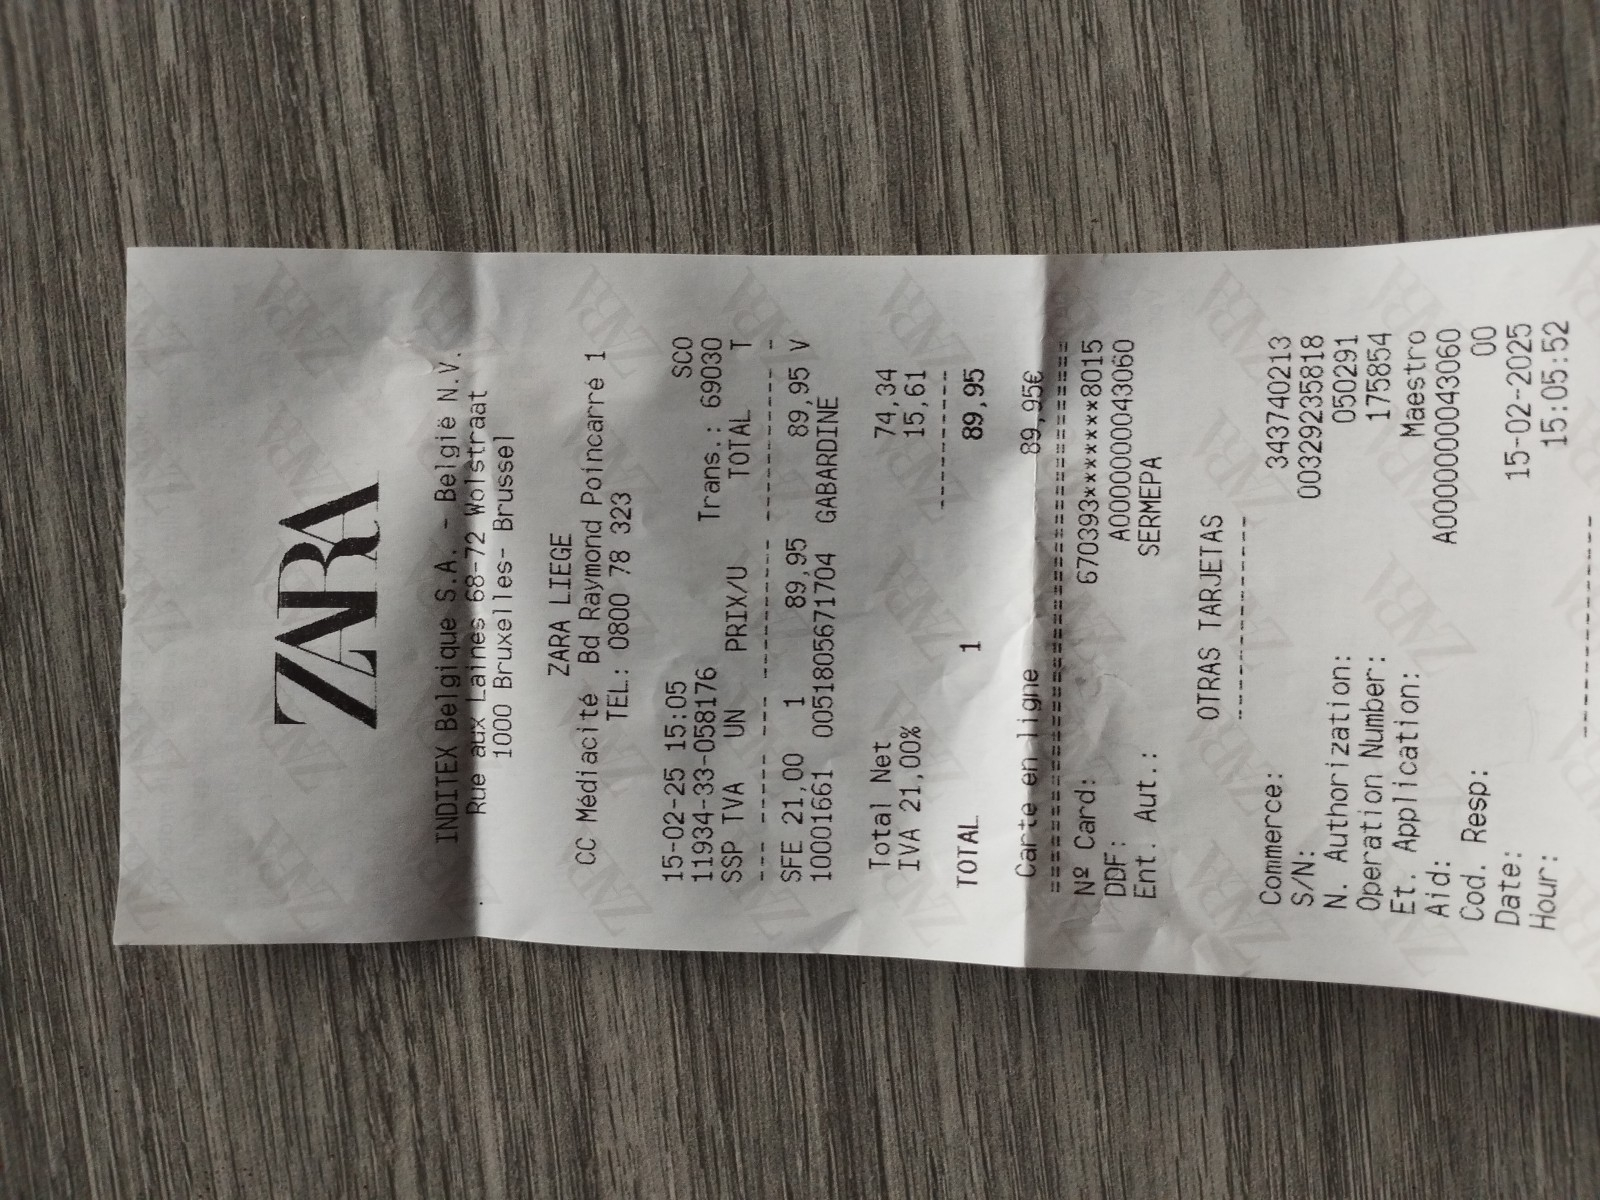 ZARA
INDITEX Belgique S.A. - België N.V.
Rue aux Laines 68-72 Wolstraat
1000 Bruxelles- Brussel
ZARA LIEGE
CC Médiacité Bd Raymond Poincarré 1
TEL.: 0800 78 323
15-02-25 15:05 SCO
11934-33-058176 Trans.: 69030
SSP TVA UN PRIX/U TOTAL T
--- ----- --- ---------- ---------- -
SFE 21,00 1 89,95 89,95 V
10001661 00518056717​04 GABARDINE
Total Net 74,34
IVA 21,00% 15,61
-----------
TOTAL 1 89,95
Carte en ligne 89,95€
========================================
Nº Card: 670393*******8015
DDF: A0000000043060
Ent. Aut.: SERMEPA
OTRAS TARJETAS
----------------
Commerce: 343740213
S/N: 00329235818
N. Authorization: 050291
Operation Number: 175854
Et. Application: Maestro
Aid: A0000000043060
Cod. Resp: 00
Date: 15-02-2025
Hour: 15:05:52
-----------------